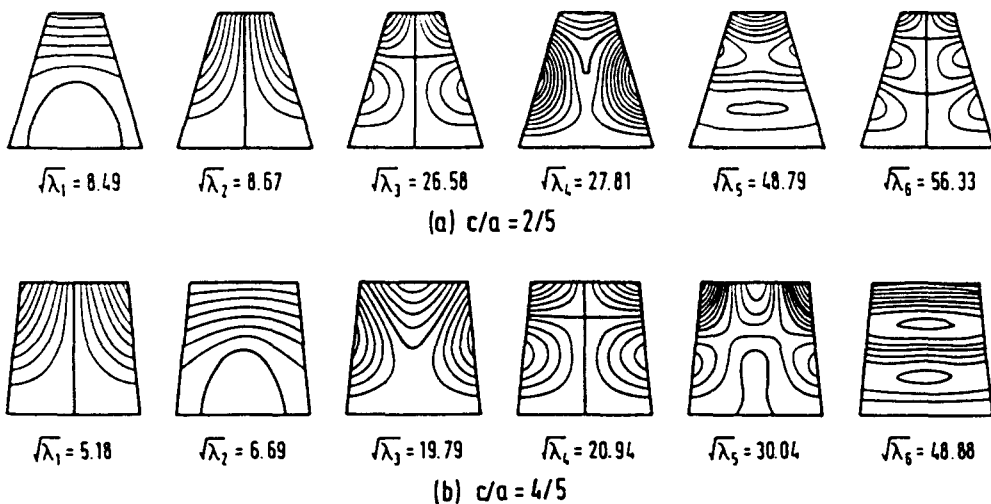 √λ₁ = 8.49 √λ₂ = 8.67 √λ₃ = 26.58 √λ₄ = 27.81 √λ₅ = 48.79 √λ₆ = 56.33
(a) c/a = 2/5
√λ₁ = 5.18 √λ₂ = 6.69 √λ₃ = 19.79 √λ₄ = 20.94 √λ₅ = 30.04 √λ₆ = 48.88
(b) c/a = 4/5